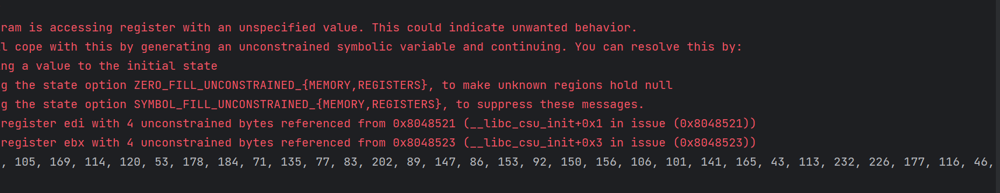 ram is accessing register with an unspecified value. This could indicate unwanted behavior.
l cope with this by generating an unconstrained symbolic variable and continuing. You can resolve this by:
ng a value to the initial state
g the state option ZERO_FILL_UNCONSTRAINED_{MEMORY,REGISTERS}, to make unknown regions hold null
g the state option SYMBOL_FILL_UNCONSTRAINED_{MEMORY,REGISTERS}, to suppress these messages.
register edi with 4 unconstrained bytes referenced from 0x8048521 (__libc_csu_init+0x1 in issue (0x8048521))
register ebx with 4 unconstrained bytes referenced from 0x8048523 (__libc_csu_init+0x3 in issue (0x8048523))
, 105, 169, 114, 120, 53, 178, 184, 71, 135, 77, 83, 202, 89, 147, 86, 153, 92, 150, 156, 106, 101, 141, 165, 43, 113, 232, 226, 177, 116, 46,